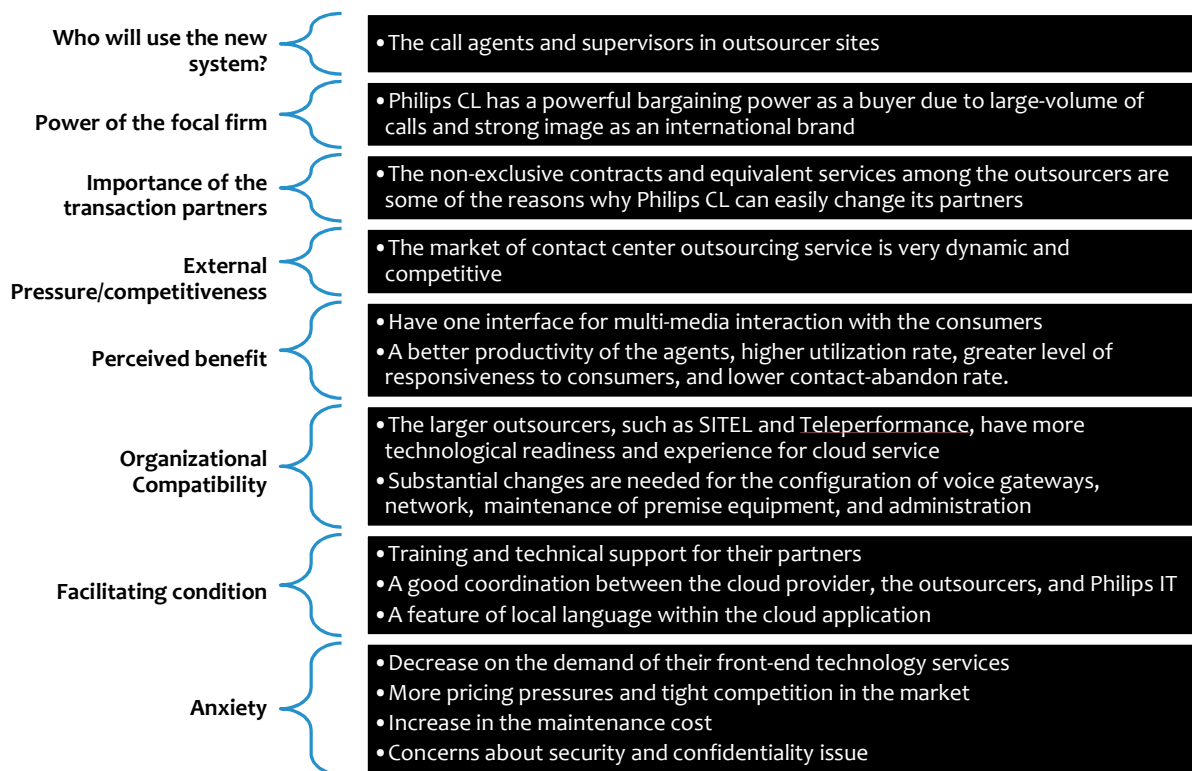 Who will use the new
system?
•The call agents and supervisors in outsourcer sites
Power of the focal firm
•Philips CL has a powerful bargaining power as a buyer due to large-volume of
calls and strong image as an international brand
Importance of the
transaction partners
•The non-exclusive contracts and equivalent services among the outsourcers are
some of the reasons why Philips CL can easily change its partners
External
Pressure/competitiveness
•The market of contact center outsourcing service is very dynamic and
competitive
Perceived benefit
•Have one interface for multi-media interaction with the consumers
•A better productivity of the agents, higher utilization rate, greater level of
responsiveness to consumers, and lower contact-abandon rate.
Organizational
Compatibility
•The larger outsourcers, such as SITEL and Teleperformance, have more
technological readiness and experience for cloud service
•Substantial changes are needed for the configuration of voice gateways,
network, maintenance of premise equipment, and administration
Facilitating condition
•Training and technical support for their partners
•A good coordination between the cloud provider, the outsourcers, and Philips IT
•A feature of local language within the cloud application
Anxiety
•Decrease on the demand of their front-end technology services
•More pricing pressures and tight competition in the market
•Increase in the maintenance cost
•Concerns about security and confidentiality issue